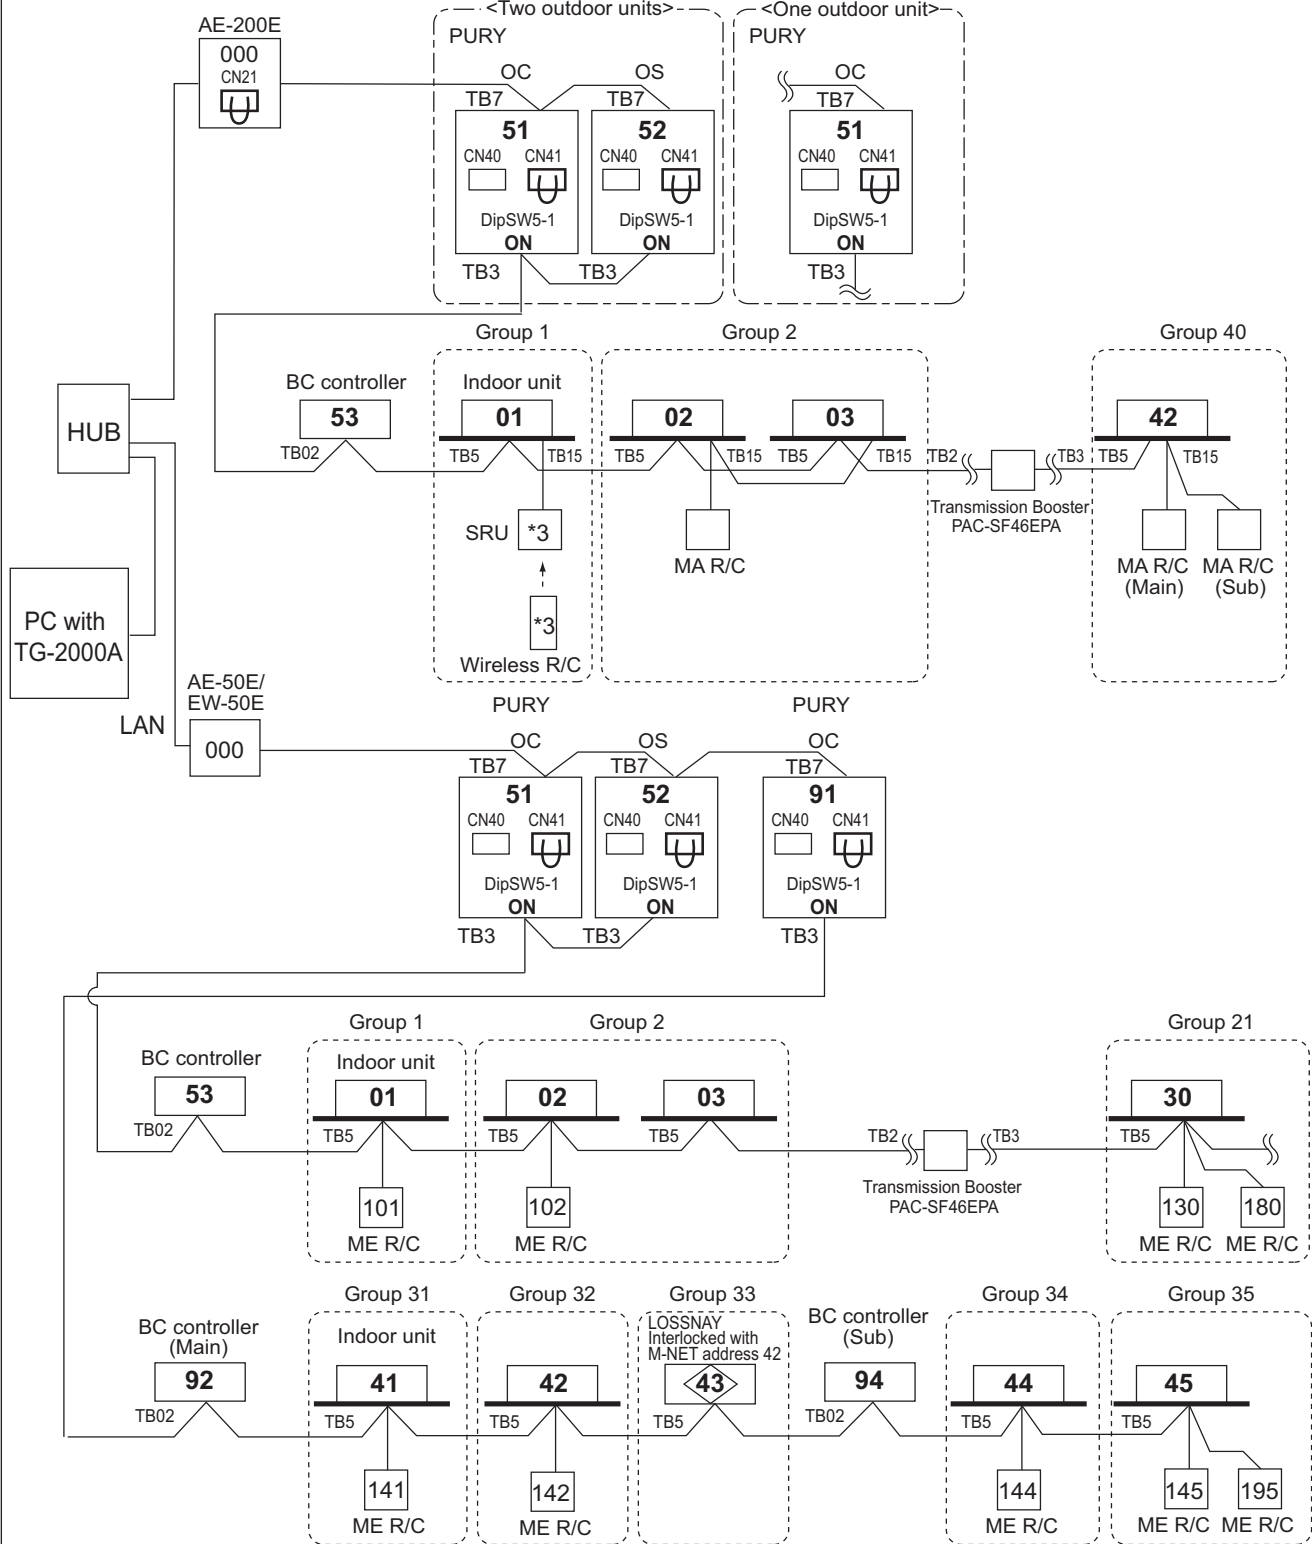 <Two outdoor units>
<One outdoor unit>
AE-200E
000
CN21
PURY
OC
OS
TB7
TB7
51
CN40 CN41
DipSW5-1
ON
52
CN40 CN41
DipSW5-1
ON
TB3
TB3
PURY
OC
TB7
51
CN40 CN41
DipSW5-1
ON
TB3
HUB
PC with
TG-2000A
LAN
Group 1
Group 2
Group 40
BC controller
53
TB02
Indoor unit
01
TB5
TB15
SRU
*3
*3
Wireless R/C
02
TB5
TB15
MA R/C
03
TB5
TB15
TB2
TB3
Transmission Booster
PAC-SF46EPA
42
TB5
TB15
MA R/C
(Main)
MA R/C
(Sub)
AE-50E/
EW-50E
000
PURY
PURY
OC
OS
OC
TB7
TB7
TB7
51
CN40 CN41
DipSW5-1
ON
52
CN40 CN41
DipSW5-1
ON
91
CN40 CN41
DipSW5-1
ON
TB3
TB3
TB3
Group 1
Group 2
Group 21
BC controller
53
TB02
Indoor unit
01
TB5
101
ME R/C
02
TB5
102
ME R/C
03
TB5
TB2
TB3
Transmission Booster
PAC-SF46EPA
30
TB5
130
ME R/C
180
ME R/C
Group 31
Group 32
Group 33
Group 34
Group 35
BC controller
(Main)
92
TB02
Indoor unit
41
TB5
141
ME R/C
42
TB5
142
ME R/C
LOSSNAY
Interlocked with
M-NET address 42
43
TB5
BC controller
(Sub)
94
TB02
44
TB5
144
ME R/C
45
TB5
145
ME R/C
195
ME R/C